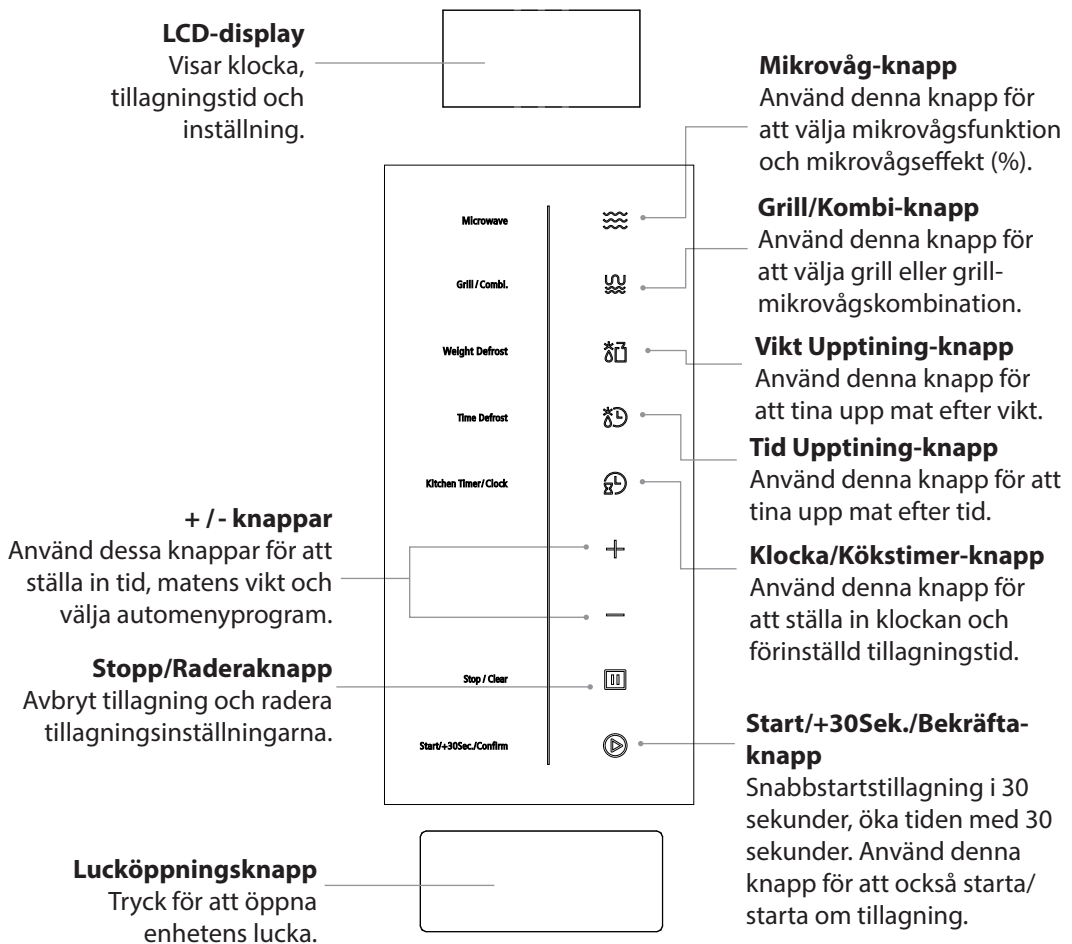 LCD-display
Visar klocka,
tillagningstid och
inställning.
+ / - knappar
Använd dessa knappar för att
ställa in tid, matens vikt och
välja automenyprogram.
Stopp/Raderaknapp
Avbryt tillagning och radera
tillagningsinställningarna.
Lucköppningsknapp
Tryck för att öppna
enhetens lucka.
Microwave
Grill / Combi.
Weight Defrost
Time Defrost
Kitchen Timer/Clock
Stop / Clear
Start/+30Sec./Confirm
Mikrovåg-knapp
Använd denna knapp för
att välja mikrovågsfunktion
och mikrovågseffekt (%).
Grill/Kombi-knapp
Använd denna knapp för
att välja grill eller grill-
mikrovågskombination.
Vikt Upptining-knapp
Använd denna knapp för
att tina upp mat efter vikt.
Tid Upptining-knapp
Använd denna knapp för att
tina upp mat efter tid.
Klocka/Kökstimer-knapp
Använd denna knapp för
att ställa in klockan och
förinställd tillagningstid.
Start/+30Sek./Bekräfta-
knapp
Snabbstartstillagning i 30
sekunder, öka tiden med 30
sekunder. Använd denna
knapp för att också starta/
starta om tillagning.